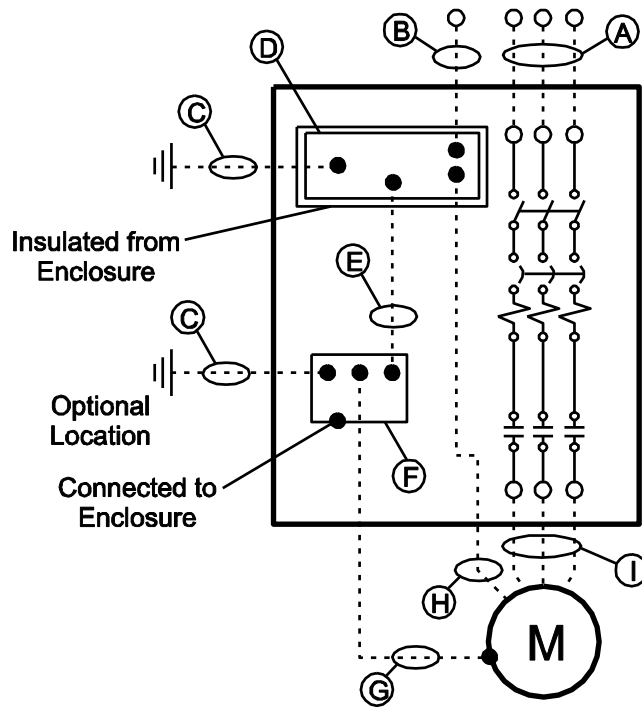 B
A
D
C
Insulated from
Enclosure
E
C
Optional
Location
F
Connected to
Enclosure
I
H
M
G